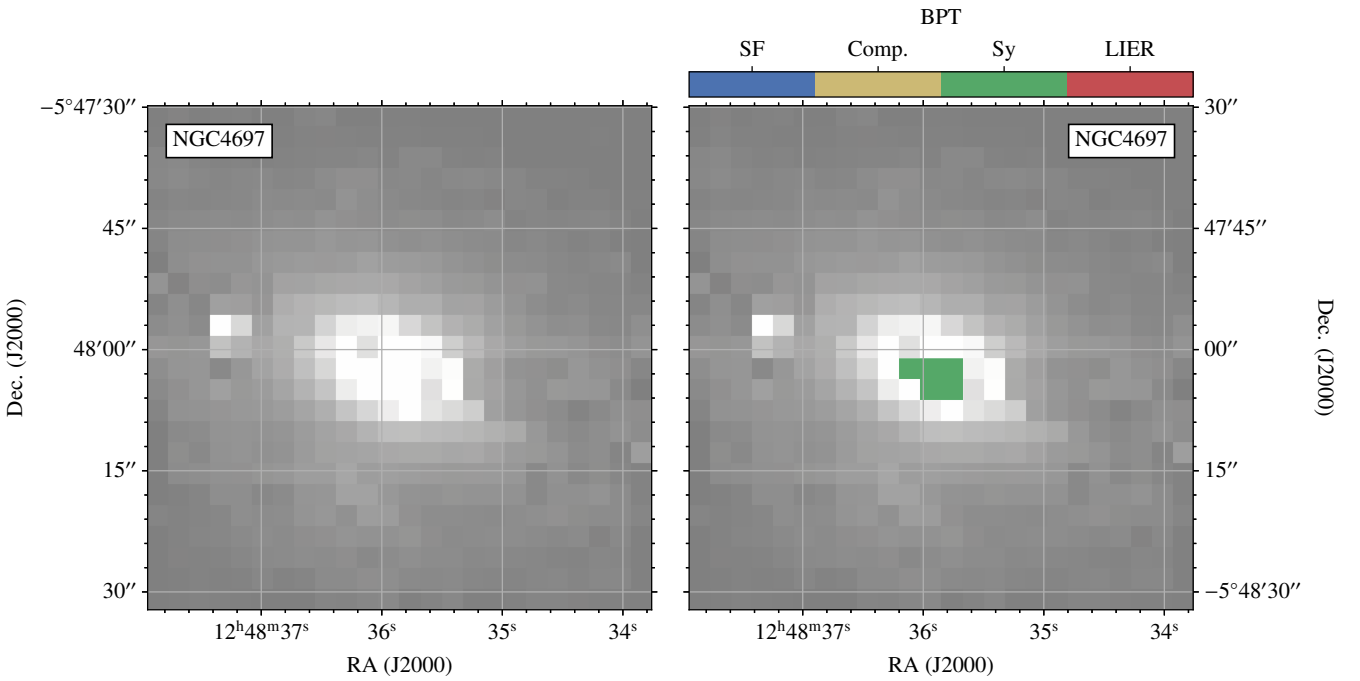 BPT
SF Comp. Sy LIER
−5°47′30′′ 30′′
NGC4697 NGC4697
45′′ 47′45′′
48′00′′ 00′′
Dec. (J2000) Dec. (J2000)
15′′ 15′′
30′′ −5°48′30′′
12ʰ48ᵐ37ˢ 36ˢ 35ˢ 34ˢ 12ʰ48ᵐ37ˢ 36ˢ 35ˢ 34ˢ
RA (J2000) RA (J2000)